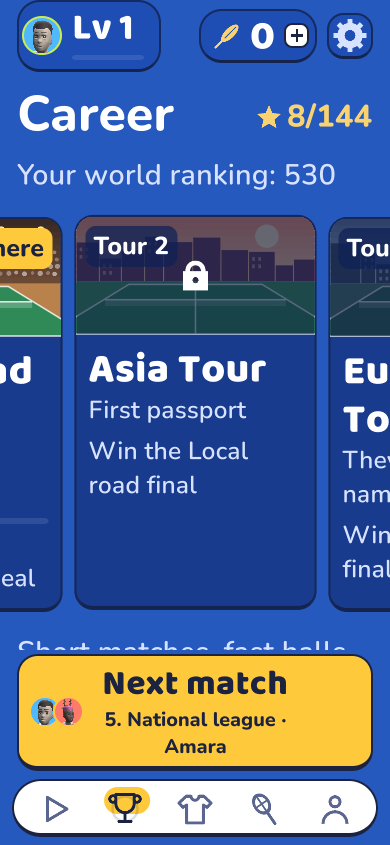 Lv 1
0
Career
8/144
Your world ranking: 530
Tour 2
Asia Tour
First passport
Win the Local
road final
Next match
5. National league ·
Amara